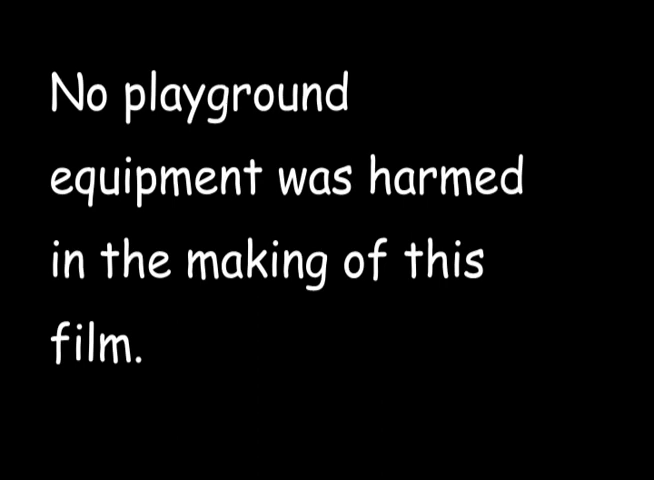 No playground
equipment was harmed
in the making of this
film.